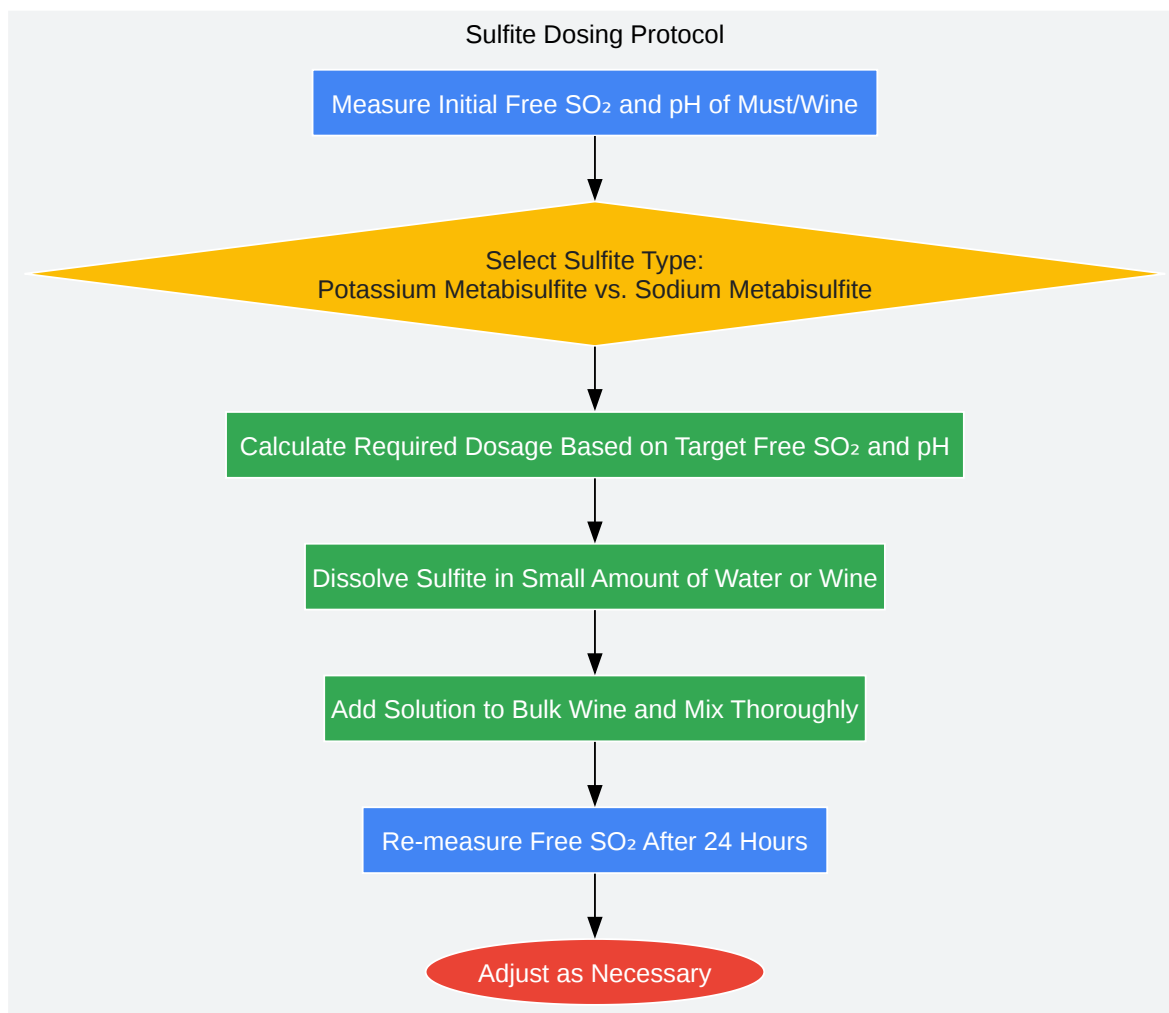 Sulfite Dosing Protocol
Measure Initial Free SO₂ and pH of Must/Wine
Select Sulfite Type:
Potassium Metabisulfite vs. Sodium Metabisulfite
Calculate Required Dosage Based on Target Free SO₂ and pH
Dissolve Sulfite in Small Amount of Water or Wine
Add Solution to Bulk Wine and Mix Thoroughly
Re-measure Free SO₂ After 24 Hours
Adjust as Necessary